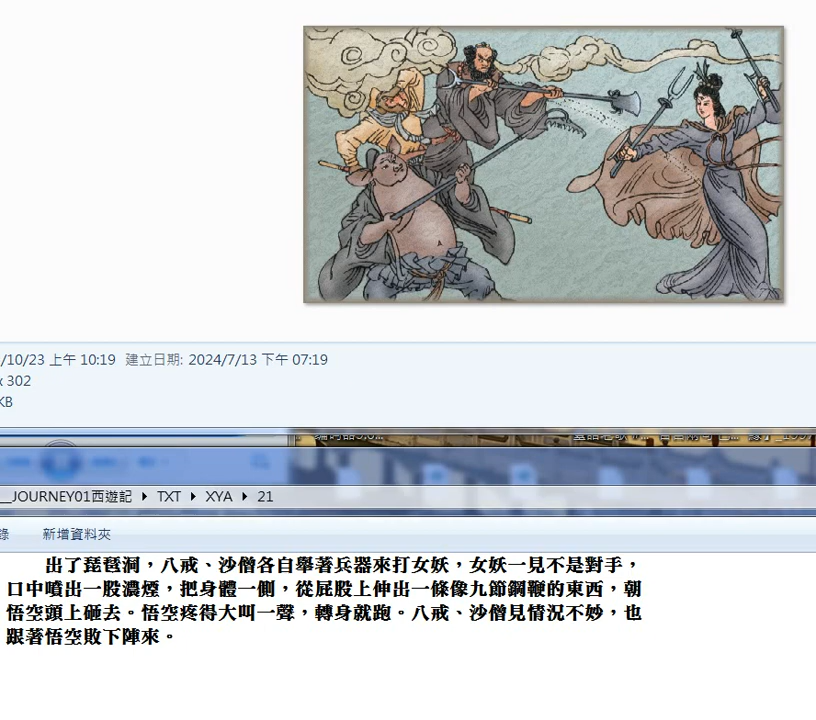 /10/23 上午 10:19 建立日期: 2024/7/13 下午 07:19
x 302
KB
__JOURNEY01西遊記 ▸ TXT ▸ XYA ▸ 21
錄 新增資料夾
出了琵琶洞，八戒、沙僧各自舉著兵器來打女妖，女妖一見不是對手，
口中噴出一股濃煙，把身體一側，從屁股上伸出一條像九節鋼鞭的東西，朝
悟空頭上砸去。悟空疼得大叫一聲，轉身就跑。八戒、沙僧見情況不妙，也
跟著悟空敗下陣來。